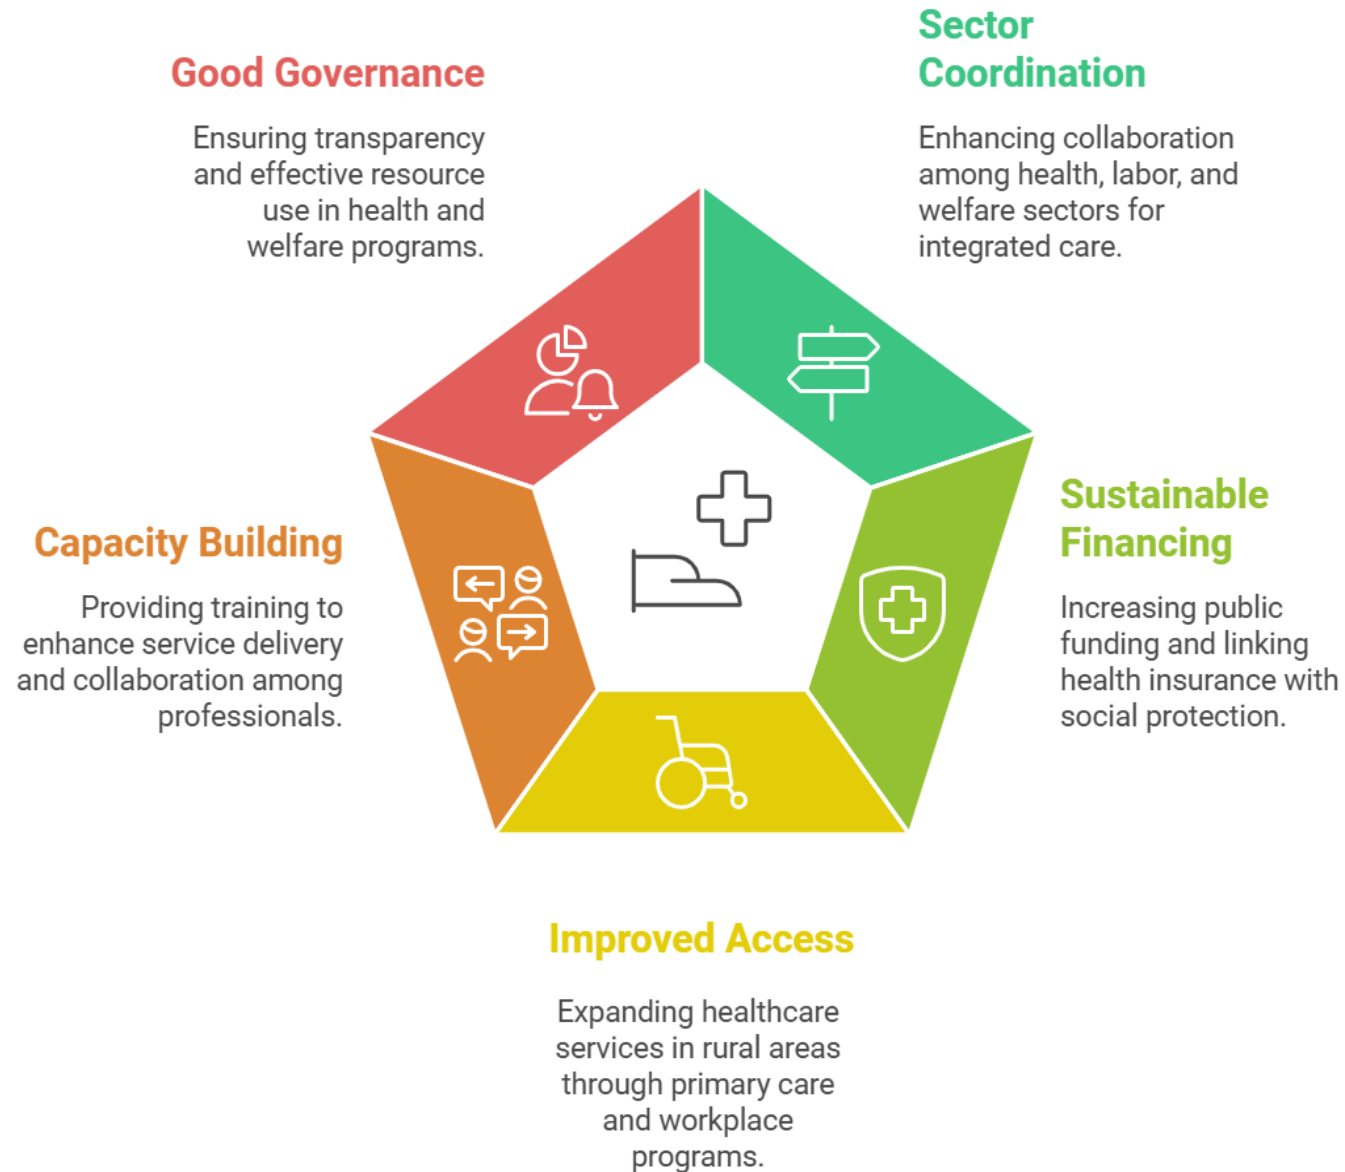 Good Governance
Ensuring transparency
and effective resource
use in health and
welfare programs.
Sector
Coordination
Enhancing collaboration
among health, labor, and
welfare sectors for
integrated care.
Capacity Building
Providing training to
enhance service delivery
and collaboration among
professionals.
Sustainable
Financing
Increasing public
funding and linking
health insurance with
social protection.
Improved Access
Expanding healthcare
services in rural areas
through primary care
and workplace
programs.